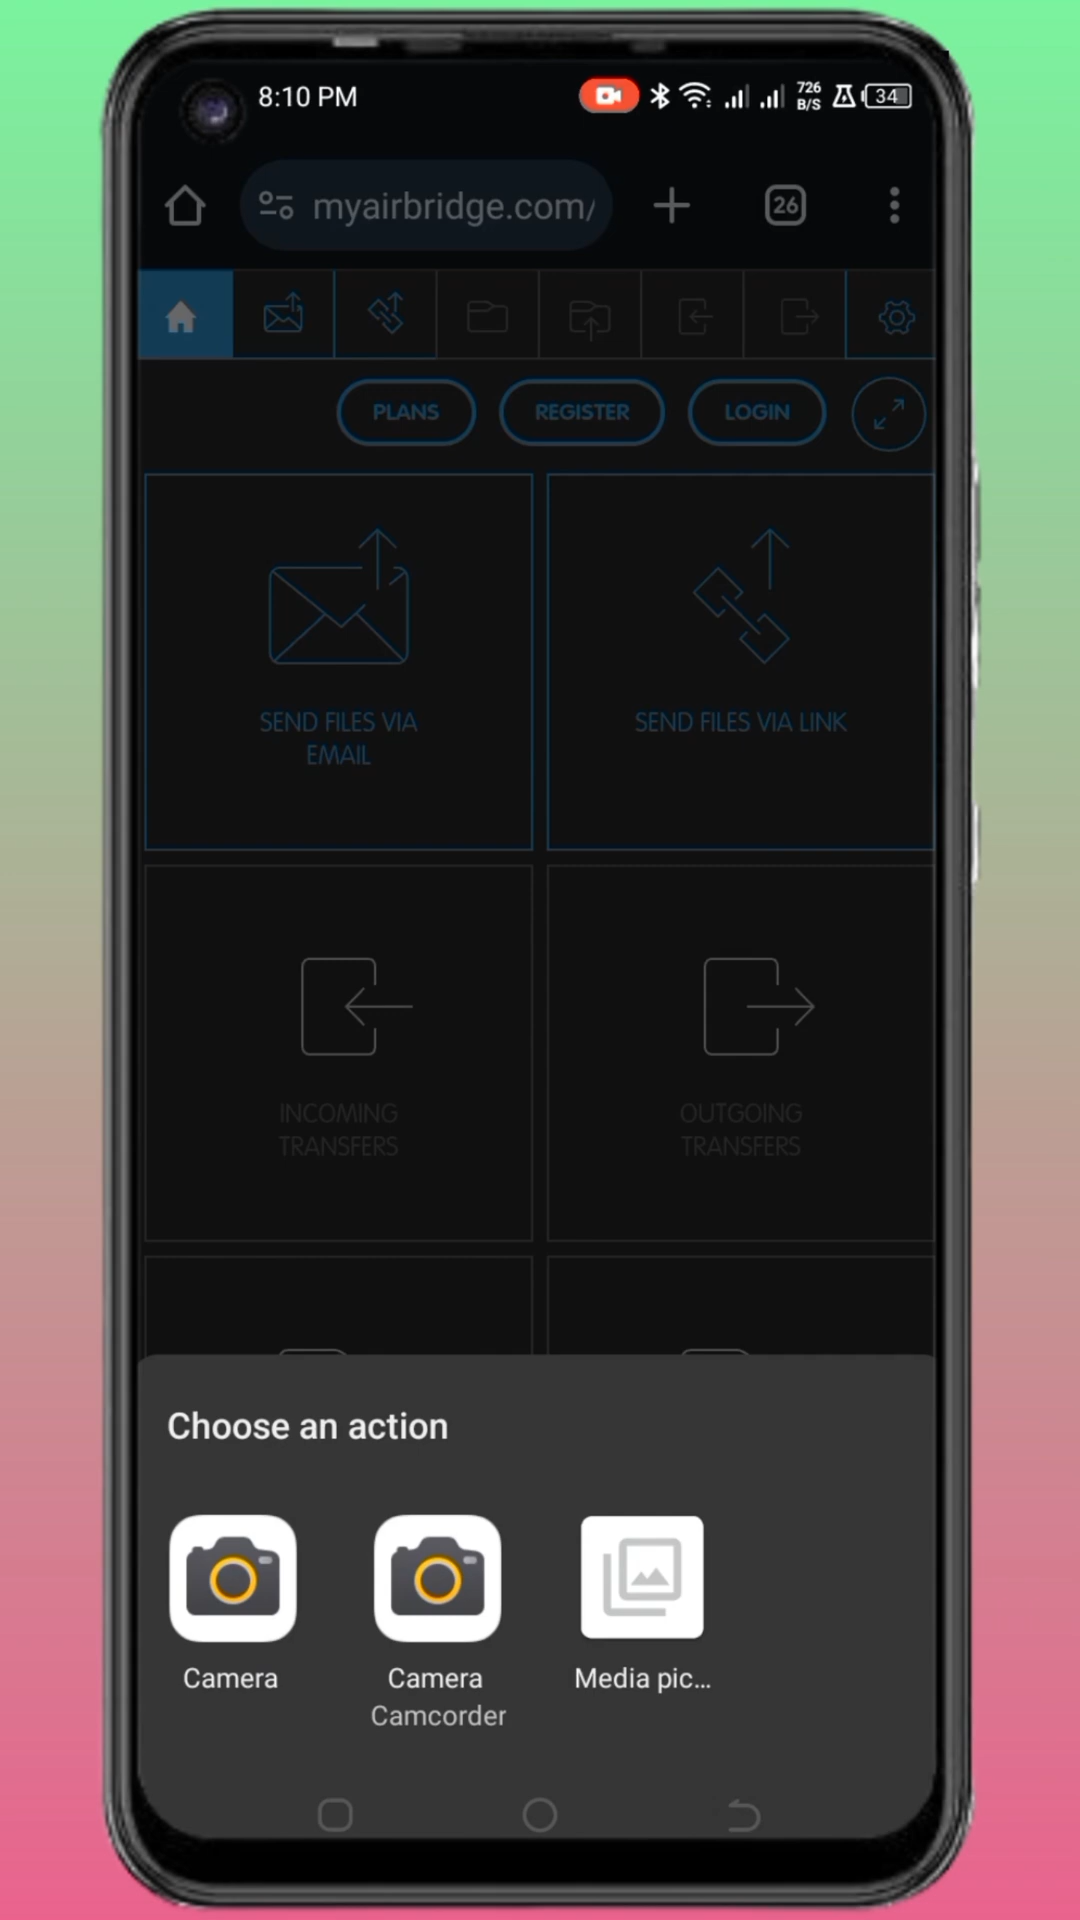 8:10 PM
726
B/S
34
myairbridge.com/
26
PLANS
REGISTER
LOGIN
SEND FILES VIA
EMAIL
SEND FILES VIA LINK
INCOMING
TRANSFERS
OUTGOING
TRANSFERS
Choose an action
Camera
Camera
Camcorder
Media pic...